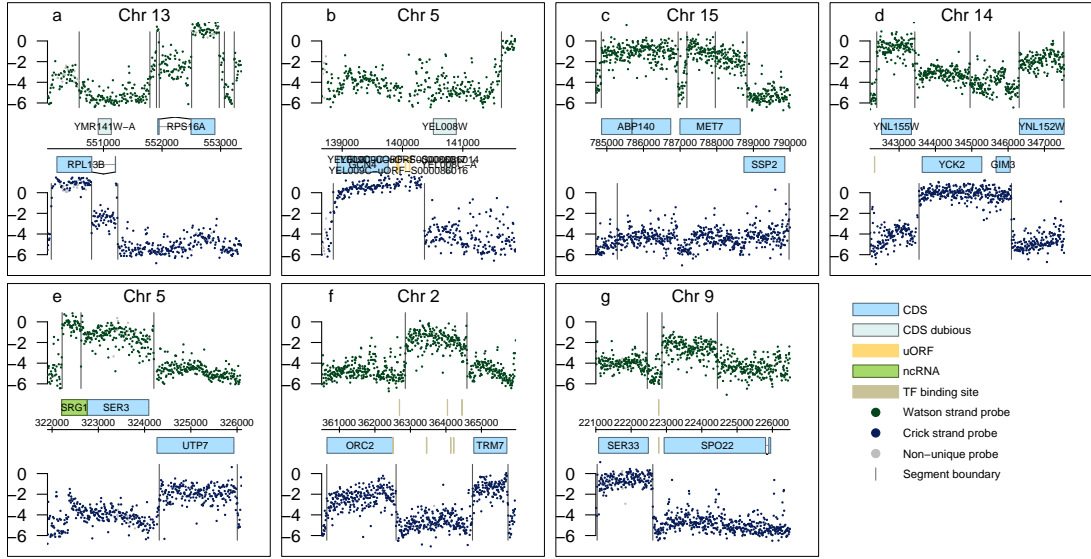 a Chr 13
0
−2
−4
−6
YMR141W−A RPS16A
551000 552000 553000
RPL13B
0
−2
−4
−6
b Chr 5
0
−2
−4
−6
YEL008W
139000 140000 141000
GCN4 YEL008C−A
YEL009C−uORF−S000086016
0
−2
−4
−6
c Chr 15
0
−2
−4
−6
ABP140 MET7
785000 786000 787000 788000 789000 790000
SSP2
0
−2
−4
−6
d Chr 14
0
−2
−4
−6
YNL155W YNL152W
343000 344000 345000 346000 347000
YCK2 GIM3
0
−2
−4
−6
e Chr 5
0
−2
−4
−6
SRG1 SER3
322000 323000 324000 325000 326000
UTP7
0
−2
−4
−6
f Chr 2
0
−2
−4
−6
361000 362000 363000 364000 365000
ORC2 TRM7
0
−2
−4
−6
g Chr 9
0
−2
−4
−6
221000 222000 223000 224000 225000 226000
SER33 SPO22
0
−2
−4
−6
CDS
CDS dubious
uORF
ncRNA
TF binding site
Watson strand probe
Crick strand probe
Non−unique probe
Segment boundary